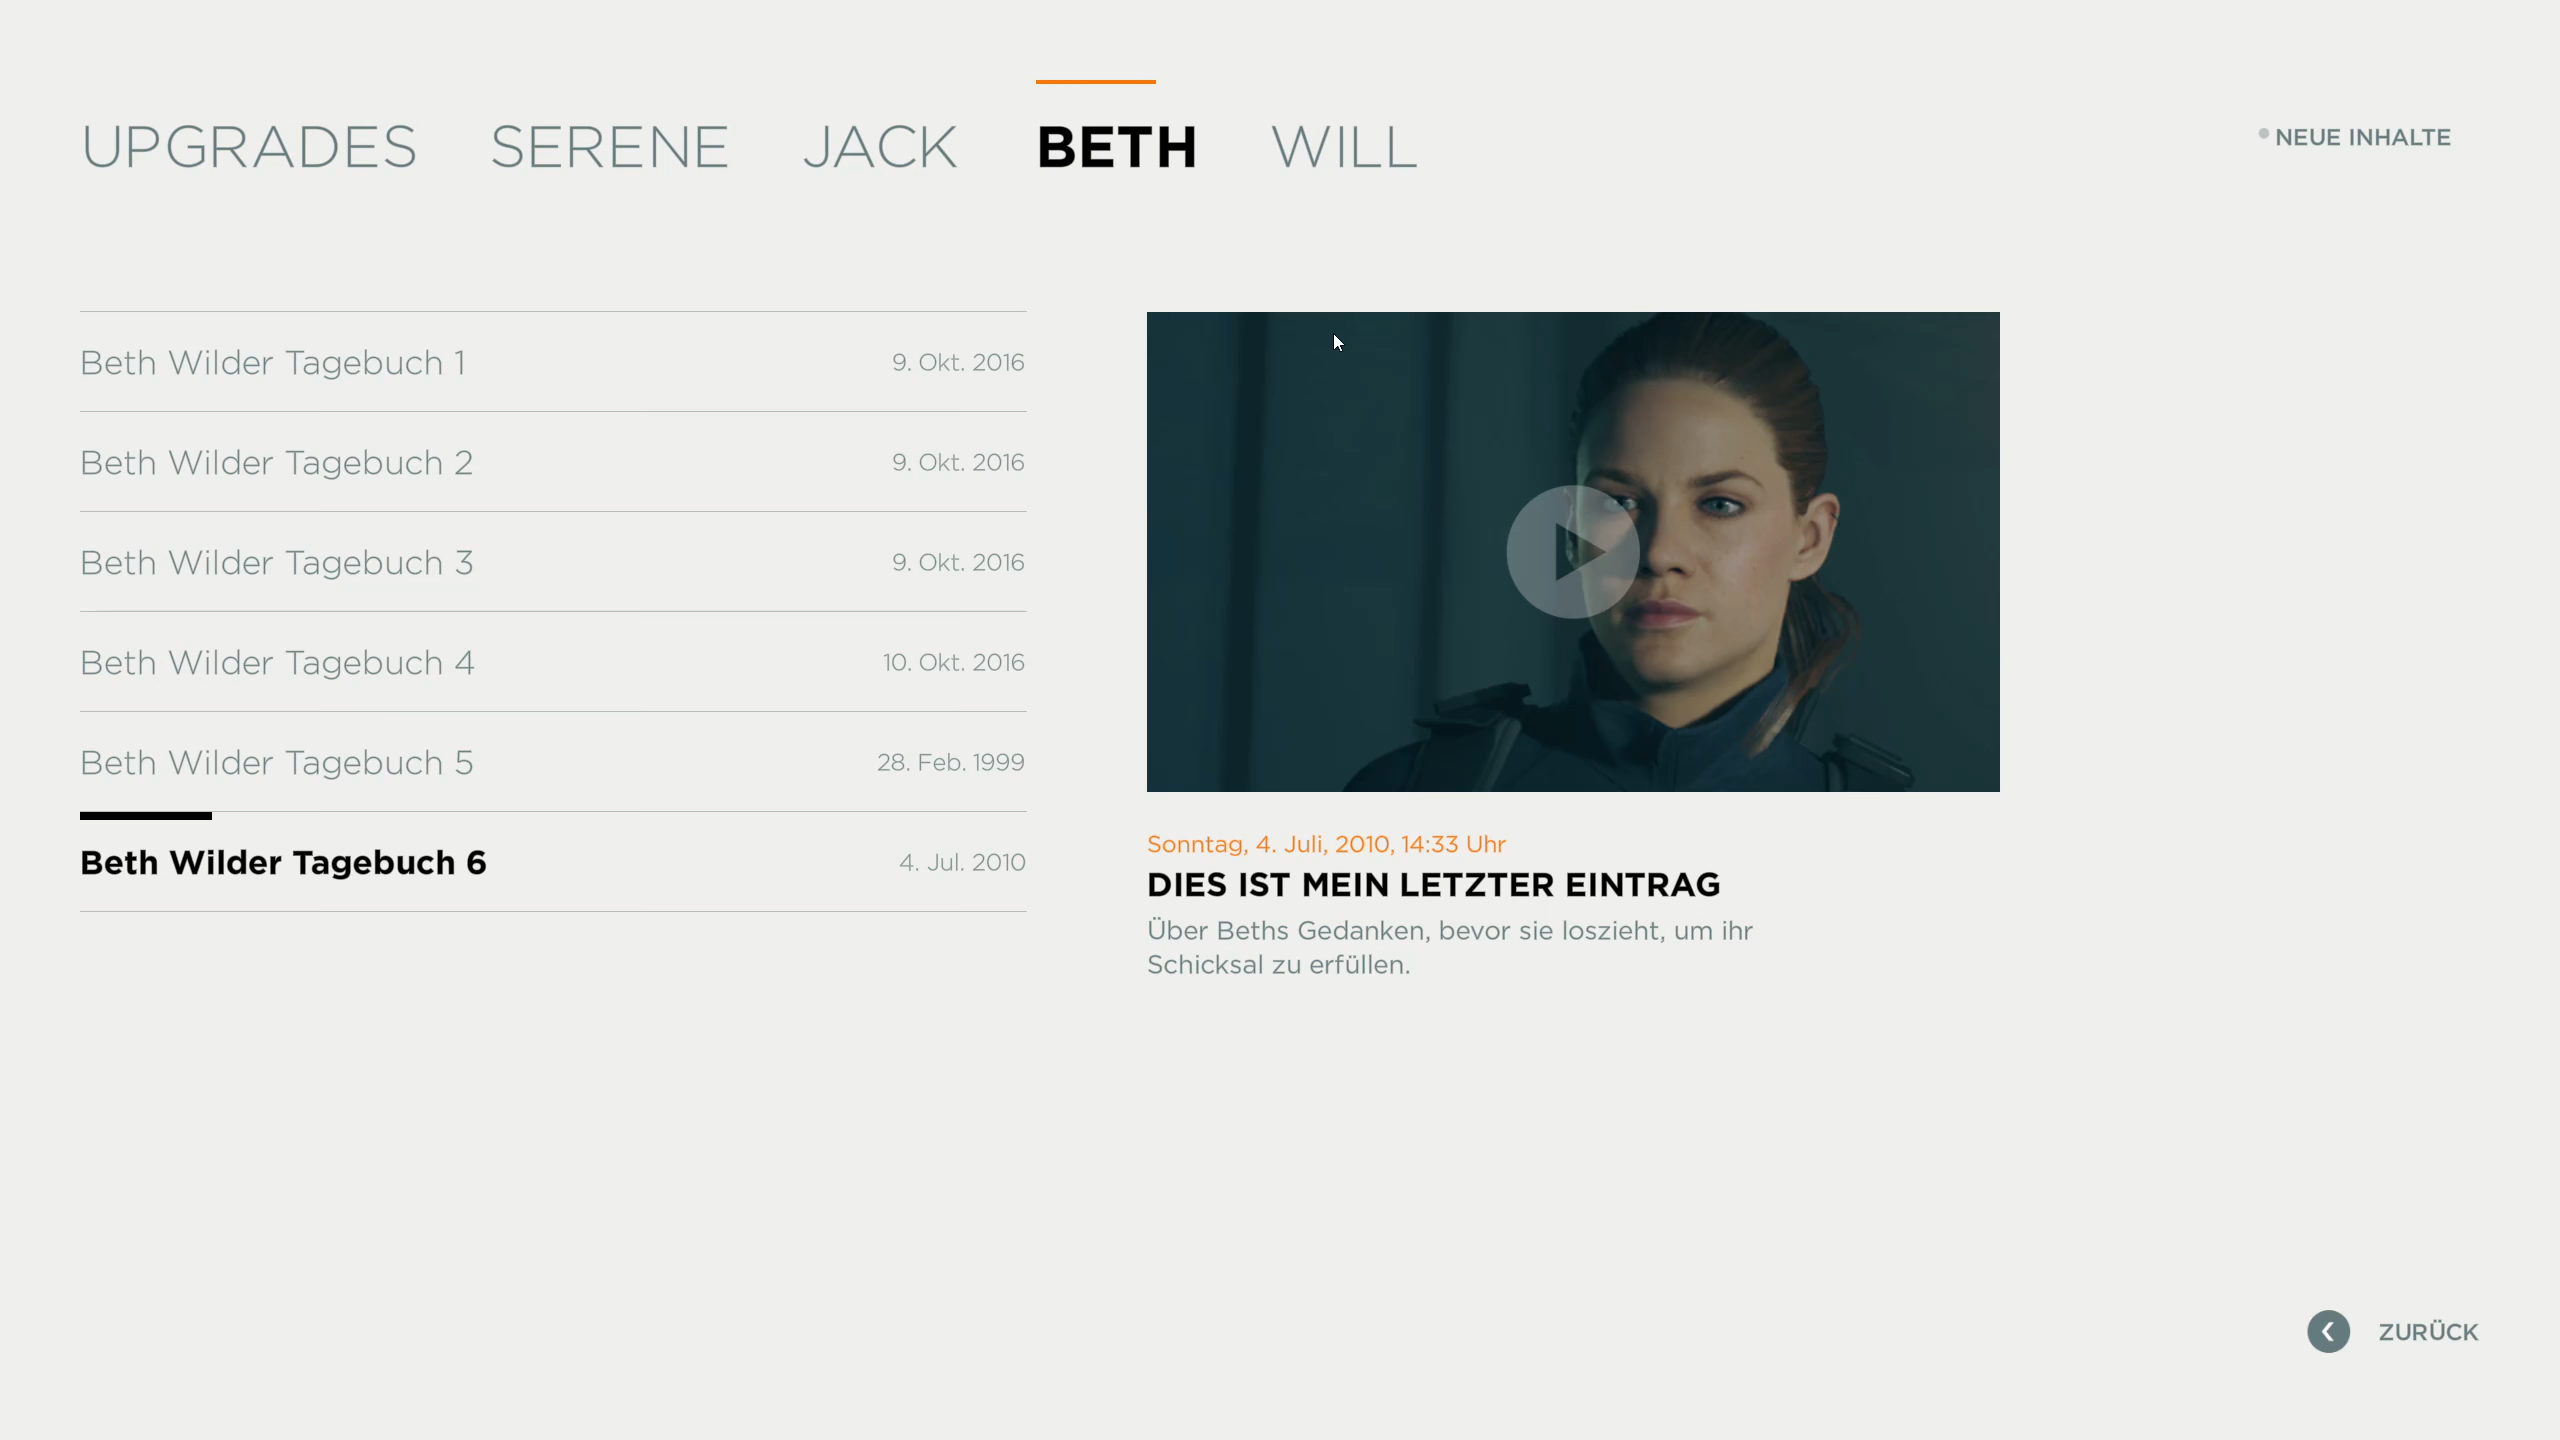 UPGRADES SERENE JACK BETH WILL
NEUE INHALTE
Beth Wilder Tagebuch 1 9. Okt. 2016
Beth Wilder Tagebuch 2 9. Okt. 2016
Beth Wilder Tagebuch 3 9. Okt. 2016
Beth Wilder Tagebuch 4 10. Okt. 2016
Beth Wilder Tagebuch 5 28. Feb. 1999
Beth Wilder Tagebuch 6 4. Jul. 2010
Sonntag, 4. Juli, 2010, 14:33 Uhr
DIES IST MEIN LETZTER EINTRAG
Über Beths Gedanken, bevor sie loszieht, um ihr
Schicksal zu erfüllen.
ZURÜCK